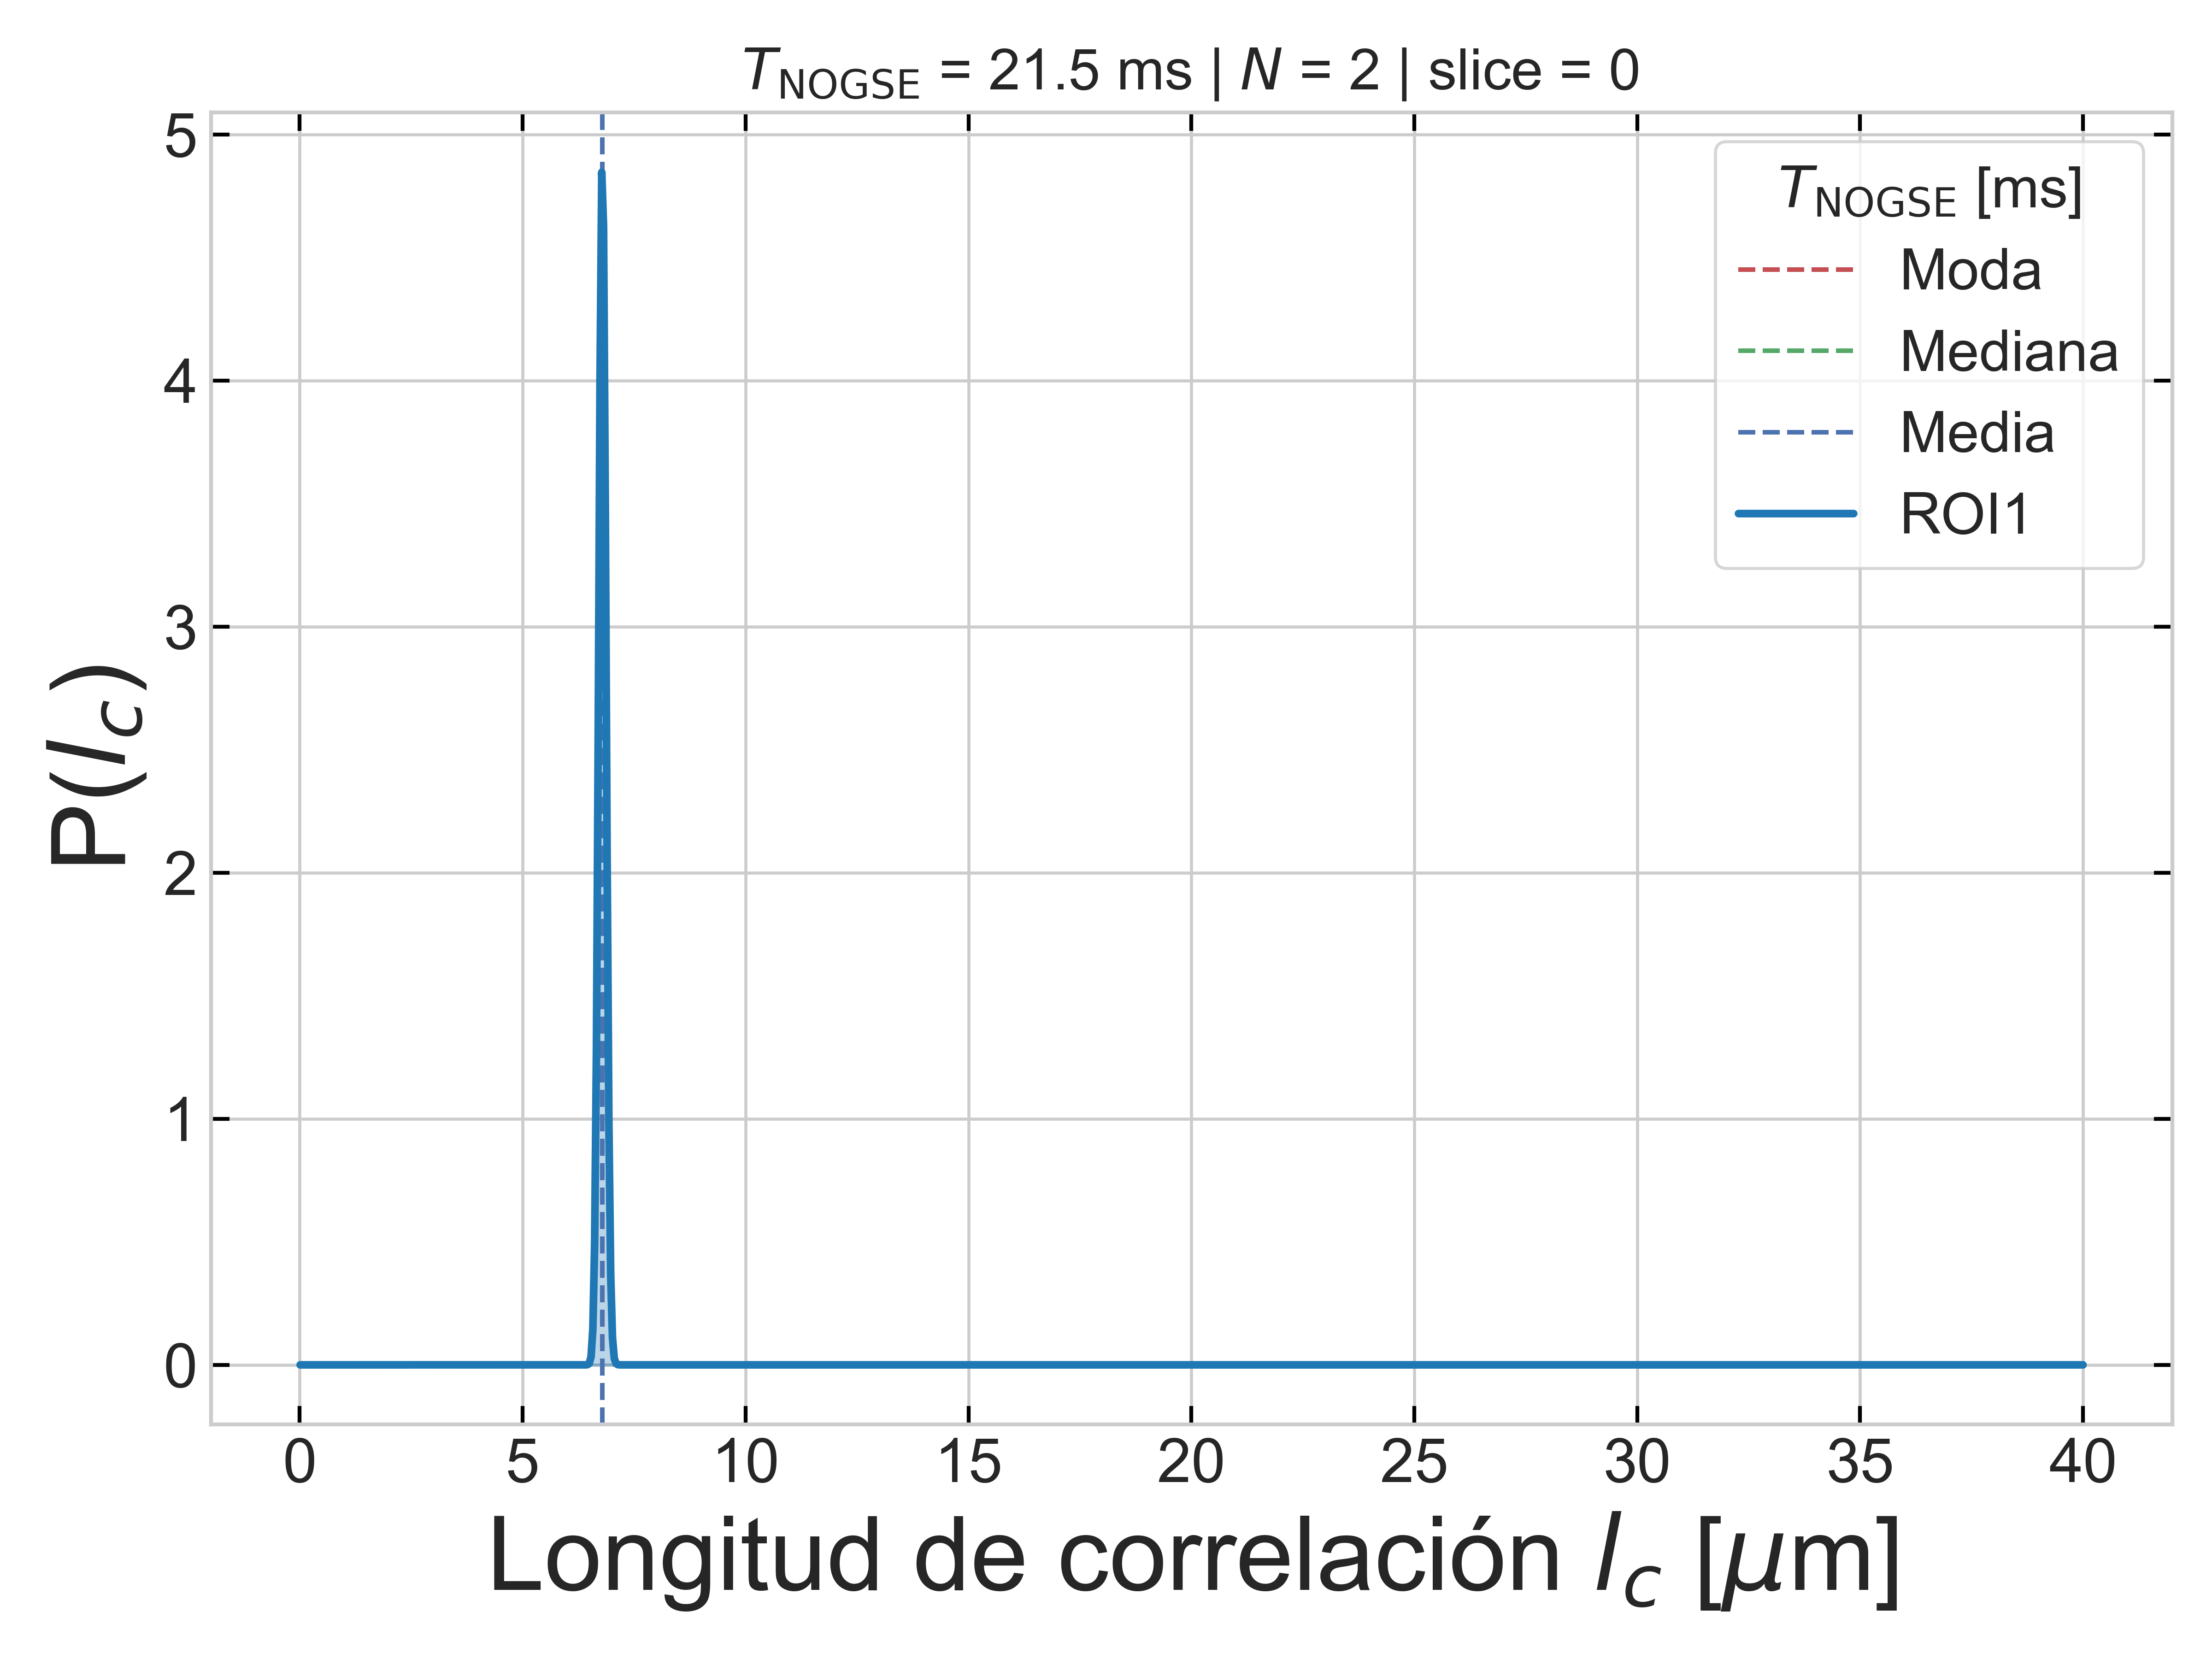 T_NOGSE = 21.5 ms | N = 2 | slice = 0
5
4
3
2
1
0
P(l_c)
T_NOGSE [ms]
Moda
Mediana
Media
ROI1
0 5 10 15 20 25 30 35 40
Longitud de correlación l_c [μm]